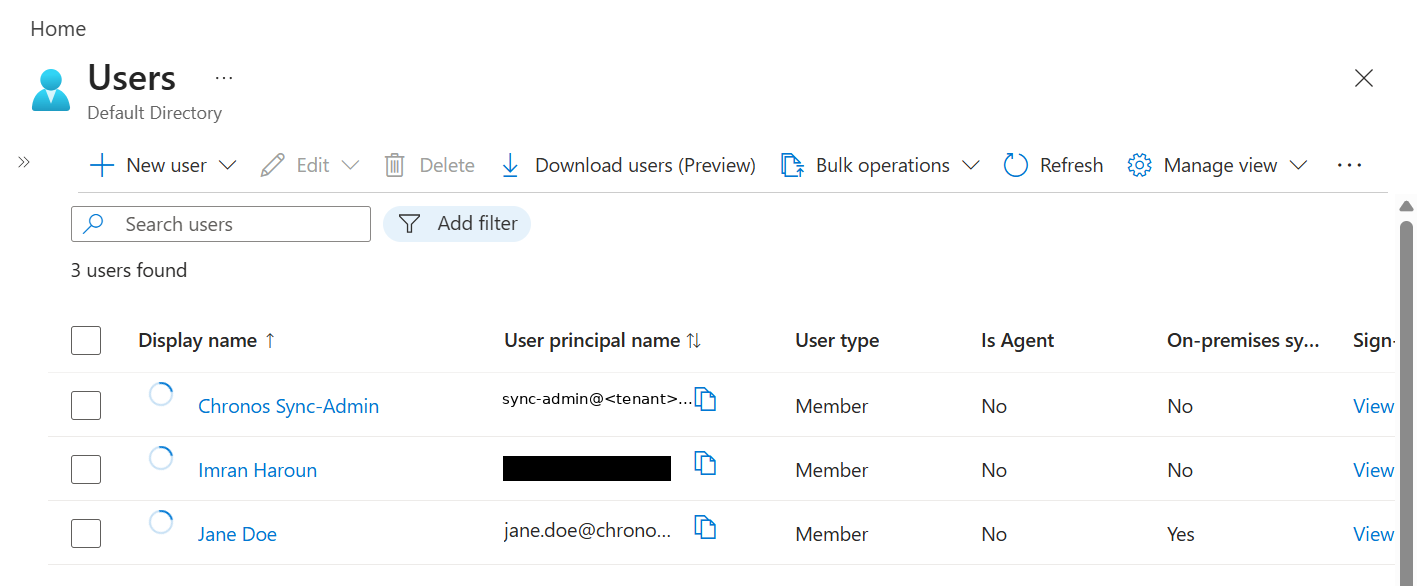 Home
Users ...
Default Directory
New user Edit Delete Download users (Preview) Bulk operations Refresh Manage view ...
Search users Add filter
3 users found
Display name ↑ User principal name ↑↓ User type Is Agent On-premises sy... Sign-
Chronos Sync-Admin sync-admin@<tenant>... Member No No View
Imran Haroun Member No No View
Jane Doe jane.doe@chrono... Member No Yes View